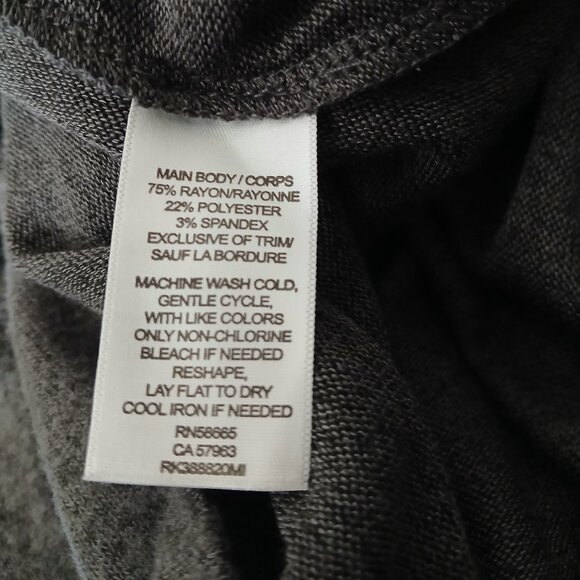 MAIN BODY / CORPS
75% RAYON/RAYONNE
22% POLYESTER
3% SPANDEX
EXCLUSIVE OF TRIM/
SAUF LA BORDURE
MACHINE WASH COLD,
GENTLE CYCLE,
WITH LIKE COLORS
ONLY NON-CHLORINE
BLEACH IF NEEDED
RESHAPE,
LAY FLAT TO DRY
COOL IRON IF NEEDED
RN56665
CA 57963
RK368820MI